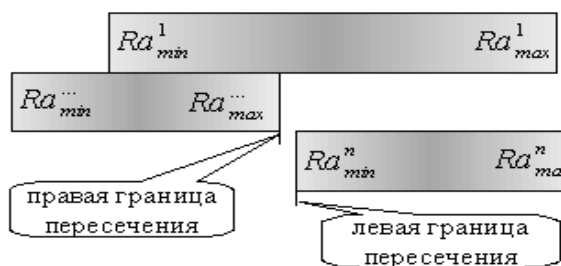 Ra¹min Ra¹max
Ra…min Ra…max
Raⁿmin Raⁿma
правая граница
пересечения
левая граница
пересечения